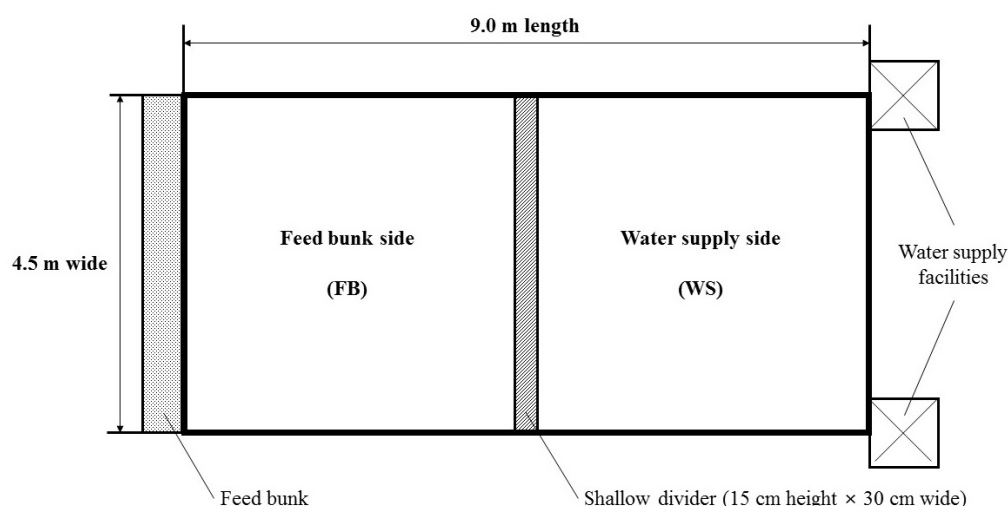 9.0 m length
4.5 m wide
Feed bunk side
(FB)
Water supply side
(WS)
Water supply
facilities
Feed bunk
Shallow divider (15 cm height × 30 cm wide)